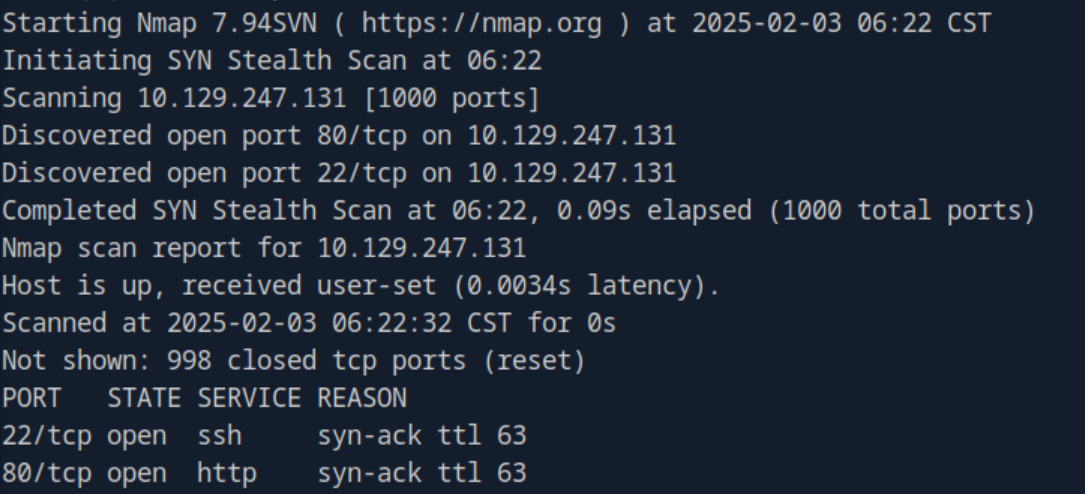 Starting Nmap 7.94SVN ( https://nmap.org ) at 2025-02-03 06:22 CST
Initiating SYN Stealth Scan at 06:22
Scanning 10.129.247.131 [1000 ports]
Discovered open port 80/tcp on 10.129.247.131
Discovered open port 22/tcp on 10.129.247.131
Completed SYN Stealth Scan at 06:22, 0.09s elapsed (1000 total ports)
Nmap scan report for 10.129.247.131
Host is up, received user-set (0.0034s latency).
Scanned at 2025-02-03 06:22:32 CST for 0s
Not shown: 998 closed tcp ports (reset)
PORT   STATE SERVICE REASON
22/tcp open  ssh     syn-ack ttl 63
80/tcp open  http    syn-ack ttl 63